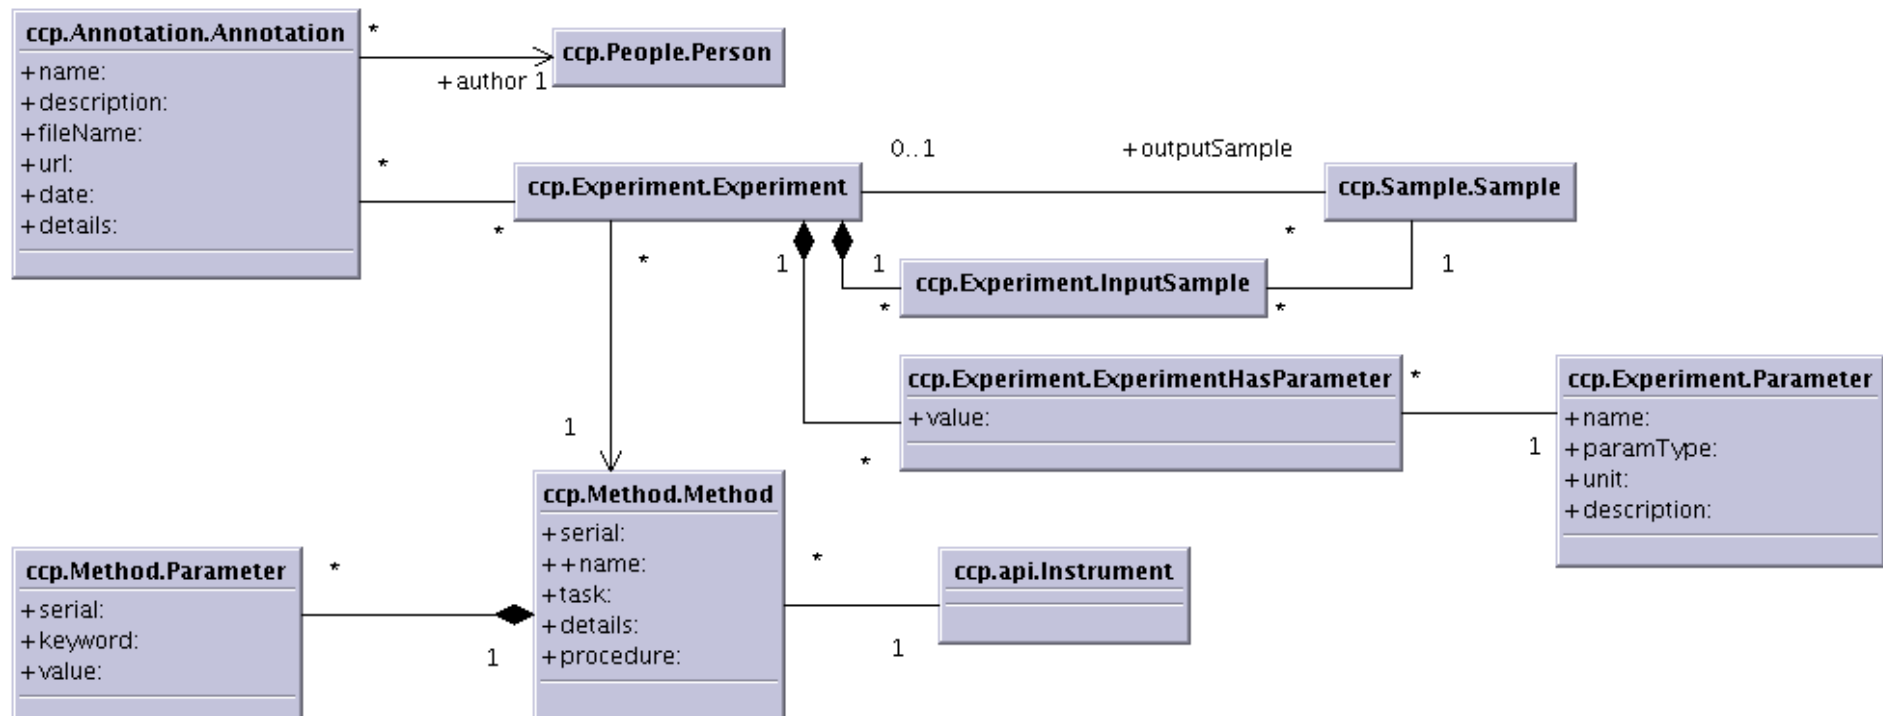 ccp.Annotation.Annotation
+name:
+description:
+fileName:
+url:
+date:
+details:
*
+author 1
ccp.People.Person
*
*
ccp.Experiment.Experiment
0..1
+outputSample
*
ccp.Sample.Sample
1
*
1
1
*
ccp.Experiment.InputSample
*
ccp.Experiment.ExperimentHasParameter
+value:
*
*
1
ccp.Experiment.Parameter
+name:
+paramType:
+unit:
+description:
1
ccp.Method.Method
+serial:
++name:
+task:
+details:
+procedure:
ccp.Method.Parameter
+serial:
+keyword:
+value:
*
1
*
1
ccp.api.Instrument